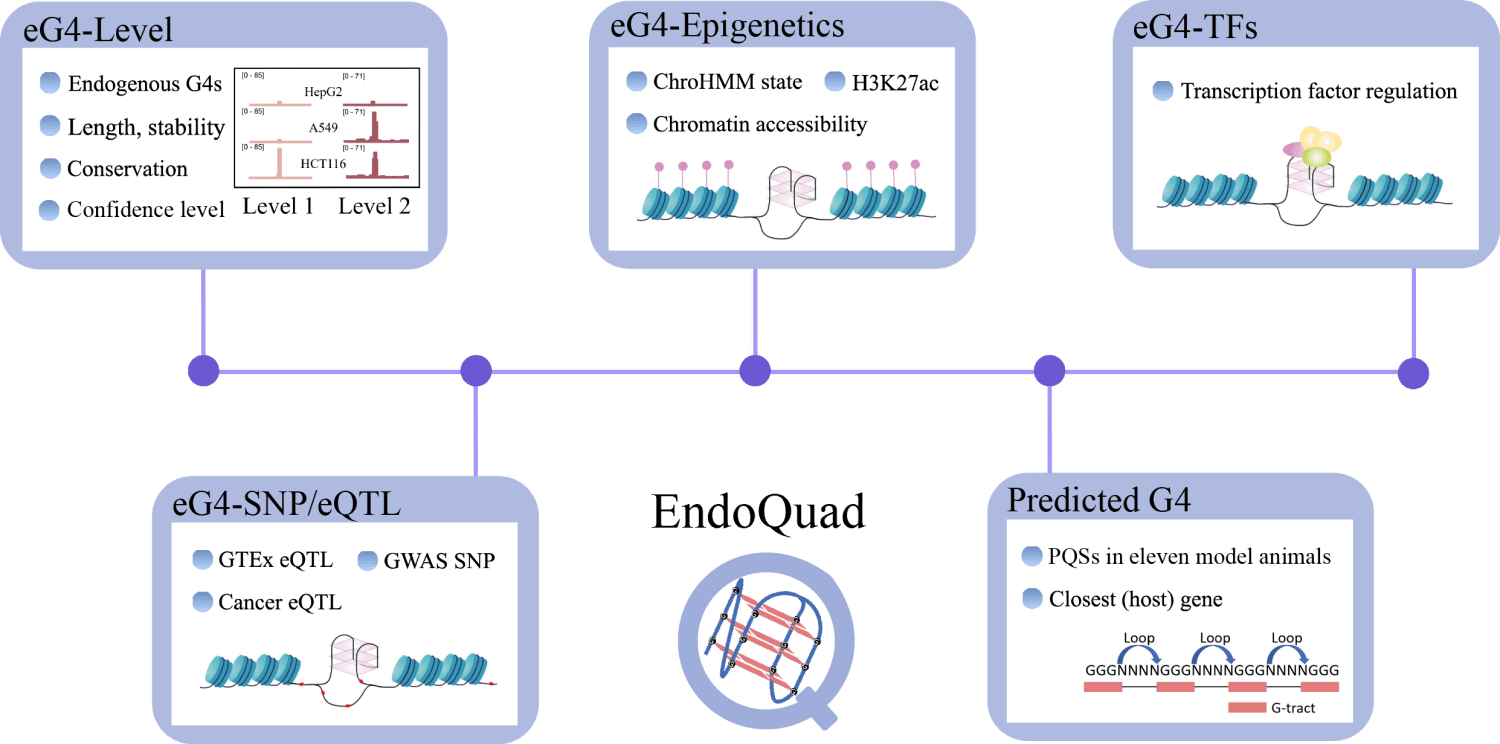 eG4-Level
Endogenous G4s
Length, stability
Conservation
Confidence level
[0 - 85]
[0 - 71]
HepG2
[0 - 85]
[0 - 71]
A549
[0 - 85]
[0 - 71]
HCT116
Level 1
Level 2
eG4-Epigenetics
ChroHMM state
H3K27ac
Chromatin accessibility
eG4-TFs
Transcription factor regulation
eG4-SNP/eQTL
GTEx eQTL
GWAS SNP
Cancer eQTL
EndoQuad
G G G G G G G G G G G G
Predicted G4
PQSs in eleven model animals
Closest (host) gene
Loop
Loop
Loop
GGGNNNNGGGNNNNGGGNNNNGGG
G-tract